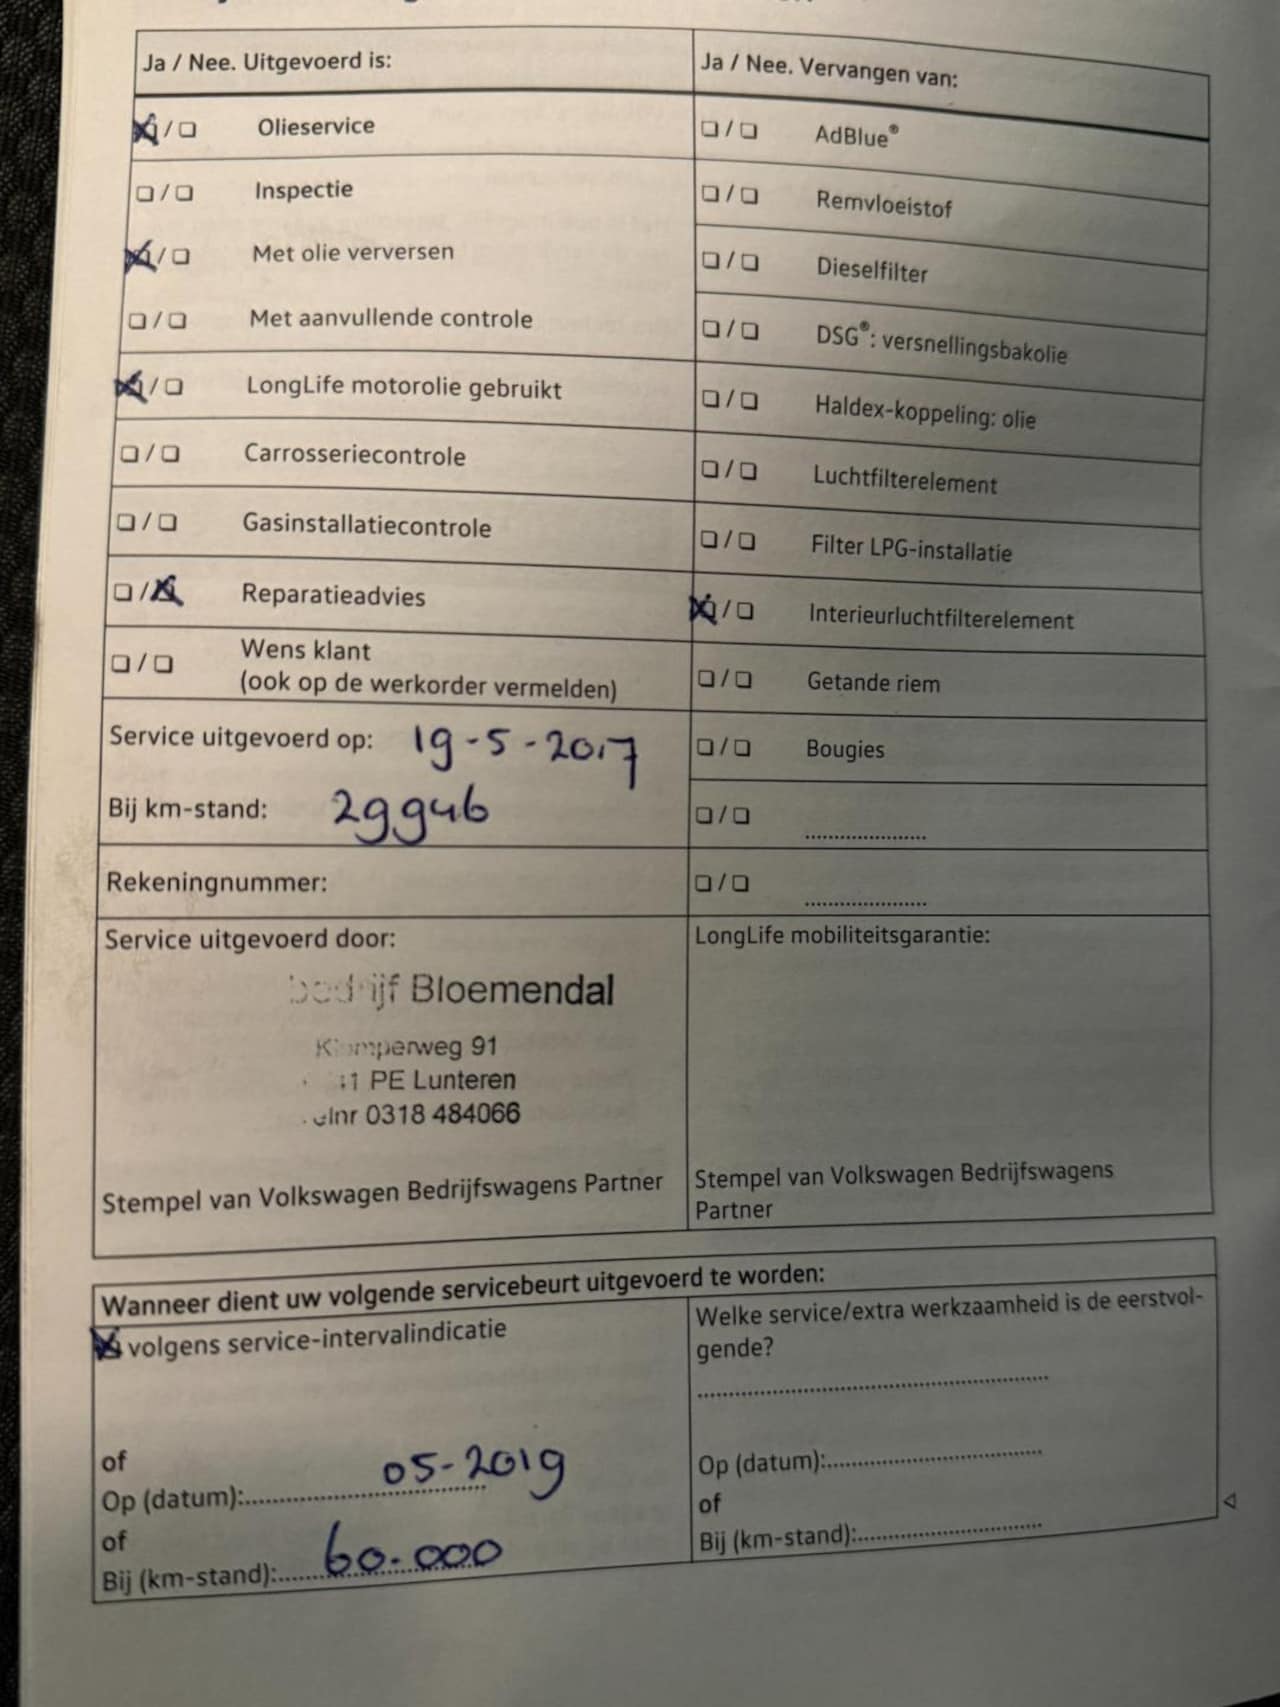 Ja / Nee. Uitgevoerd is:
Olieservice
Inspectie
Met olie verversen
Met aanvullende controle
LongLife motorolie gebruikt
Carrosseriecontrole
Gasinstallatiecontrole
Reparatieadvies
Wens klant
(ook op de werkorder vermelden)
Service uitgevoerd op: 19-5-2017
Bij km-stand: 29946
Rekeningnummer:
Service uitgevoerd door:
Bloemendal
Klomperweg 91
PE Lunteren
0318 484066
Stempel van Volkswagen Bedrijfswagens Partner
Ja / Nee. Vervangen van:
AdBlue®
Remvloeistof
Dieselfilter
DSG®: versnellingsbakolie
Haldex-koppeling: olie
Luchtfilterelement
Filter LPG-installatie
Interieurluchtfilterelement
Getande riem
Bougies
LongLife mobiliteitsgarantie:
Stempel van Volkswagen Bedrijfswagens
Partner
Wanneer dient uw volgende servicebeurt uitgevoerd te worden:
volgens service-intervalindicatie
of
Op (datum): 05-2019
of
Bij (km-stand): 60.000
Welke service/extra werkzaamheid is de eerstvol-
gende?
Op (datum):
of
Bij (km-stand):